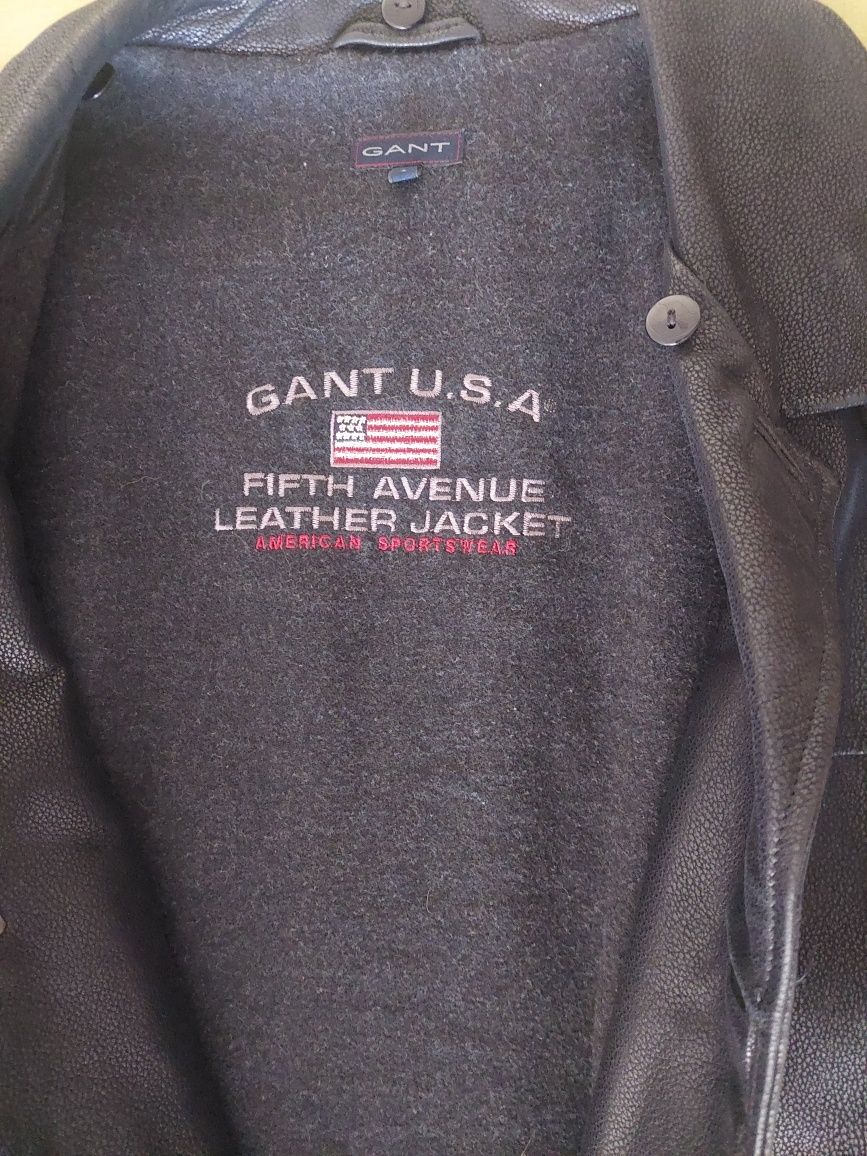 GANT
GANT U.S.A
FIFTH AVENUE
LEATHER JACKET
AMERICAN SPORTSWEAR